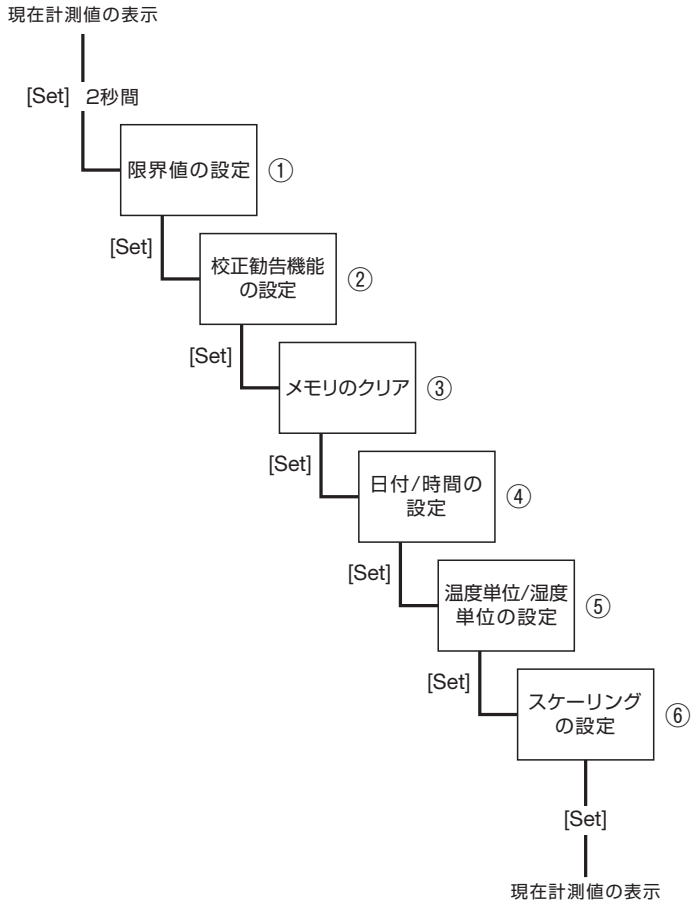 現在計測値の表示
[Set] 2秒間
限界値の設定 ①
[Set]
校正勧告機能
の設定 ②
[Set]
メモリのクリア ③
[Set]
日付/時間の
設定 ④
[Set]
温度単位/湿度
単位の設定 ⑤
[Set]
スケーリング
の設定 ⑥
[Set]
現在計測値の表示